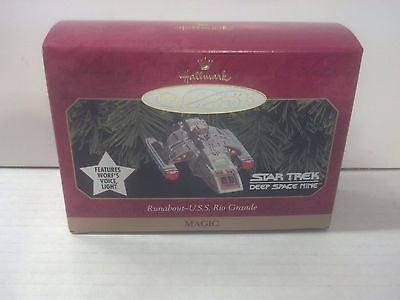 Hallmark
FEATURES
WORF'S
VOICE,
LIGHT
STAR TREK
DEEP SPACE NINE
Runabout–U.S.S. Rio Grande
MAGIC